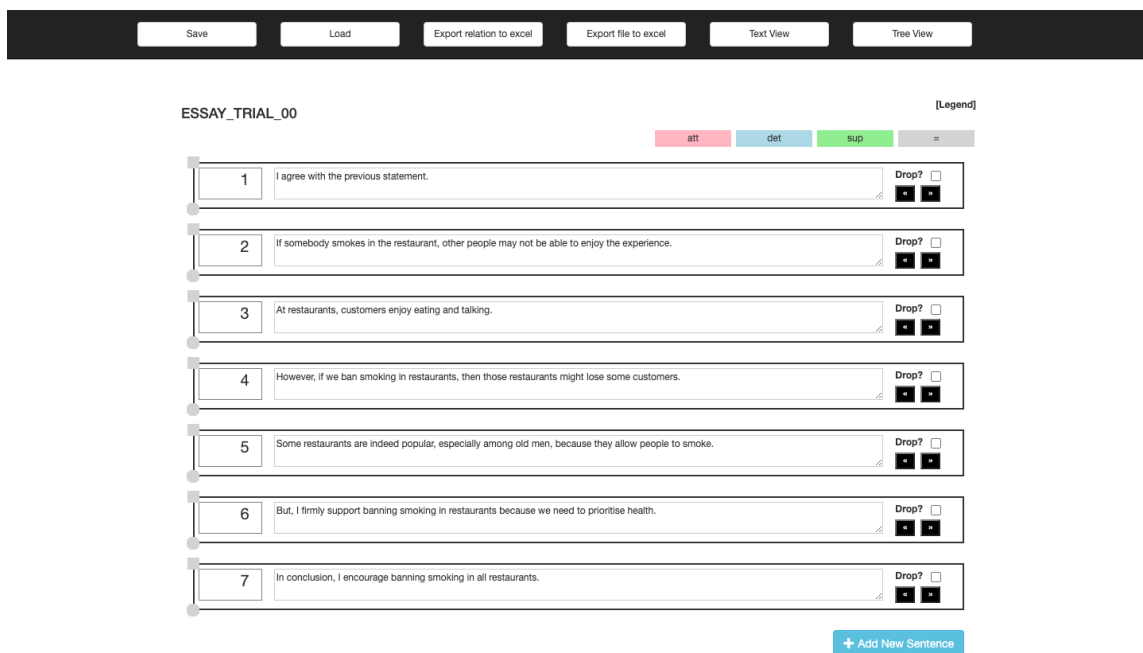 Save Load Export relation to excel Export file to excel Text View Tree View
[Legend]
ESSAY_TRIAL_00
att det sup =
1 I agree with the previous statement. Drop?
« »
2 If somebody smokes in the restaurant, other people may not be able to enjoy the experience. Drop?
« »
3 At restaurants, customers enjoy eating and talking. Drop?
« »
4 However, if we ban smoking in restaurants, then those restaurants might lose some customers. Drop?
« »
5 Some restaurants are indeed popular, especially among old men, because they allow people to smoke. Drop?
« »
6 But, I firmly support banning smoking in restaurants because we need to prioritise health. Drop?
« »
7 In conclusion, I encourage banning smoking in all restaurants. Drop?
« »
+ Add New Sentence